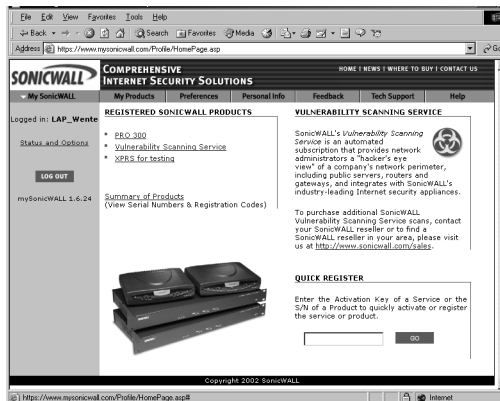 File Edit View Favorites Tools Help
Back Search Favorites Media
Address https://www.mysonicwall.com/Profile/HomePage.asp Go
SONICWALL
COMPREHENSIVE
INTERNET SECURITY SOLUTIONS
HOME | NEWS | WHERE TO BUY | CONTACT US
My SonicWALL My Products Preferences Personal Info Feedback Tech Support Help
Logged in: LAP_Wente
Status and Options
LOG OUT
mySonicWALL 1.6.24
REGISTERED SONICWALL PRODUCTS
PRO 300
Vulnerability Scanning Service
XPRS for testing
Summary of Products
(View Serial Numbers & Registration Codes)
VULNERABILITY SCANNING SERVICE
SonicWALL's Vulnerability Scanning
Service is an automated
subscription that provides network
administrators a "hacker's eye
view" of a company's network perimeter,
including public servers, routers and
gateways, and integrates with SonicWALL's
industry-leading Internet security appliances.
To purchase additional SonicWALL
Vulnerability Scanning Service scans, contact
your SonicWALL reseller or to find a
SonicWALL reseller in your area, please visit
us at http://www.sonicwall.com/sales.
QUICK REGISTER
Enter the Activation Key of a Service or the
S/N of a Product to quickly activate or register
the service or product.
GO
Copyright 2002 SonicWALL
https://www.mysonicwall.com/Profile/HomePage.asp# Internet